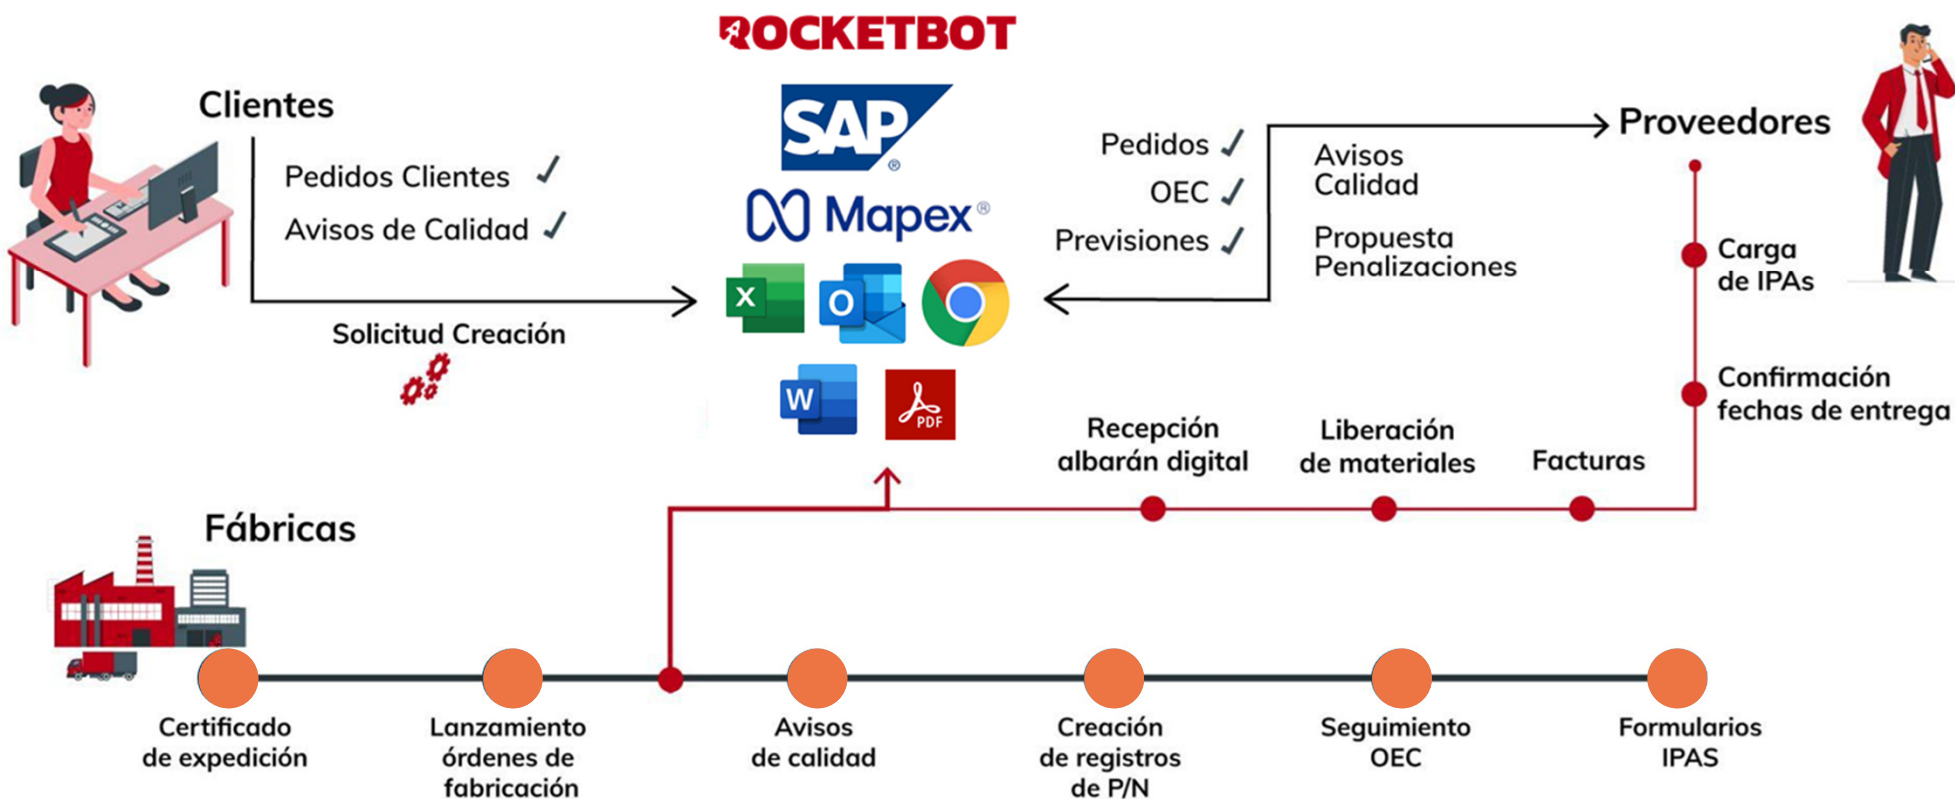 ROCKETBOT
SAP®
Mapex®
X
O
W
PDF
Clientes
Pedidos Clientes
Avisos de Calidad
Solicitud Creación
Pedidos
OEC
Previsiones
Avisos
Calidad
Propuesta
Penalizaciones
Proveedores
Carga
de IPAs
Confirmación
fechas de entrega
Recepción
albarán digital
Liberación
de materiales
Facturas
Fábricas
Certificado
de expedición
Lanzamiento
órdenes de
fabricación
Avisos
de calidad
Creación
de registros
de P/N
Seguimiento
OEC
Formularios
IPAS